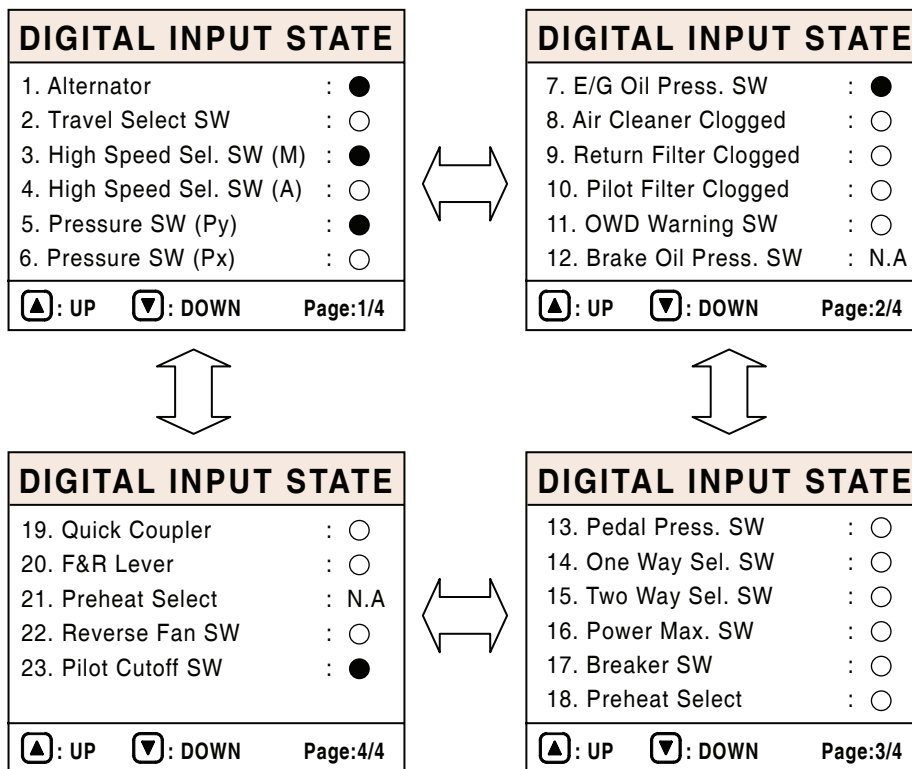 DIGITAL INPUT STATE
1. Alternator : ●
2. Travel Select SW : ○
3. High Speed Sel. SW (M) : ●
4. High Speed Sel. SW (A) : ○
5. Pressure SW (Py) : ●
6. Pressure SW (Px) : ○
▲ : UP ▼ : DOWN Page:1/4
DIGITAL INPUT STATE
7. E/G Oil Press. SW : ●
8. Air Cleaner Clogged : ○
9. Return Filter Clogged : ○
10. Pilot Filter Clogged : ○
11. OWD Warning SW : ○
12. Brake Oil Press. SW : N.A
▲ : UP ▼ : DOWN Page:2/4
DIGITAL INPUT STATE
19. Quick Coupler : ○
20. F&R Lever : ○
21. Preheat Select : N.A
22. Reverse Fan SW : ○
23. Pilot Cutoff SW : ●
▲ : UP ▼ : DOWN Page:4/4
DIGITAL INPUT STATE
13. Pedal Press. SW : ○
14. One Way Sel. SW : ○
15. Two Way Sel. SW : ○
16. Power Max. SW : ○
17. Breaker SW : ○
18. Preheat Select : ○
▲ : UP ▼ : DOWN Page:3/4